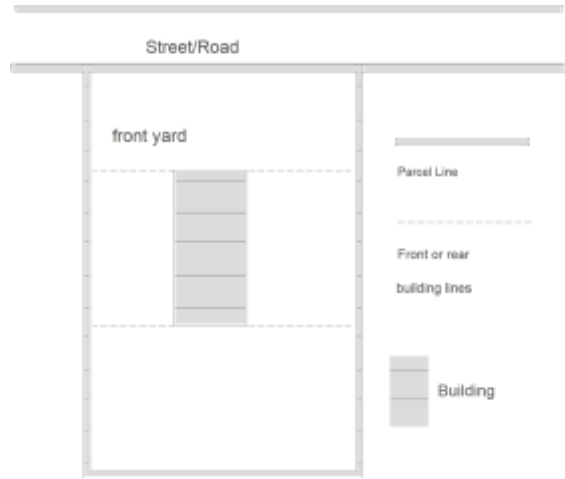 Street/Road
front yard
Parcel Line
Front or rear
building lines
Building